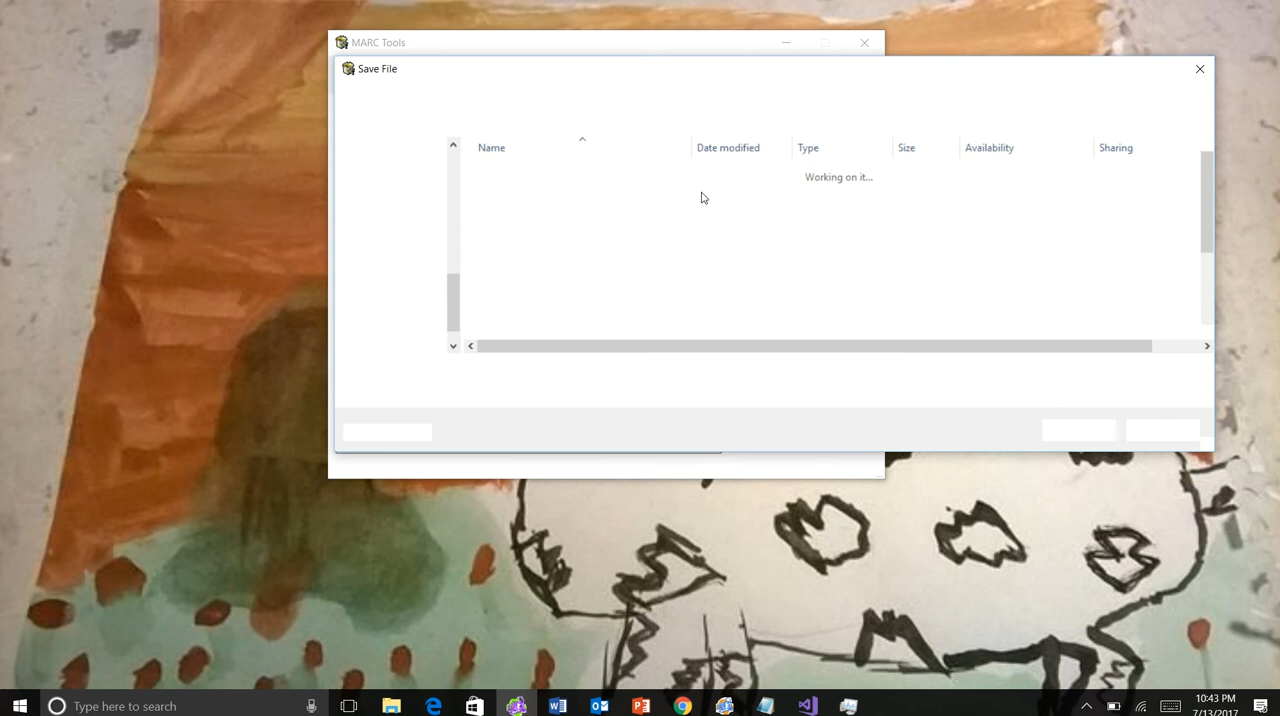 MARC Tools
Save File
Name
Date modified
Type
Size
Availability
Sharing
Working on it...
Type here to search
10:43 PM
7/13/2017